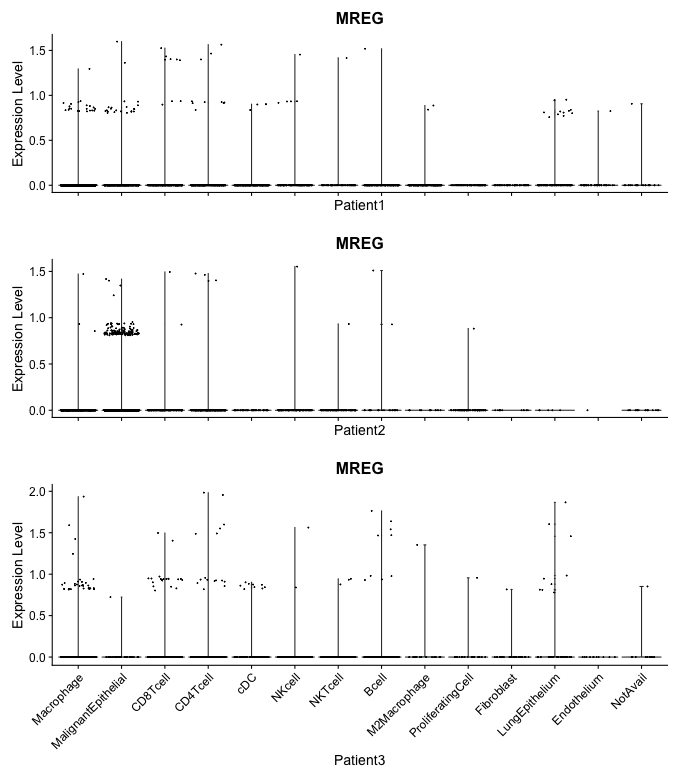 MREG
Expression Level
1.5
1.0
0.5
0.0
Patient1
MREG
Expression Level
1.5
1.0
0.5
0.0
Patient2
MREG
Expression Level
2.0
1.5
1.0
0.5
0.0
Macrophage
MalignantEpithelial
CD8Tcell
CD4Tcell
cDC
NKcell
NKTcell
Bcell
M2Macrophage
ProliferatingCell
Fibroblast
LungEpithelium
Endothelium
NotAvail
Patient3